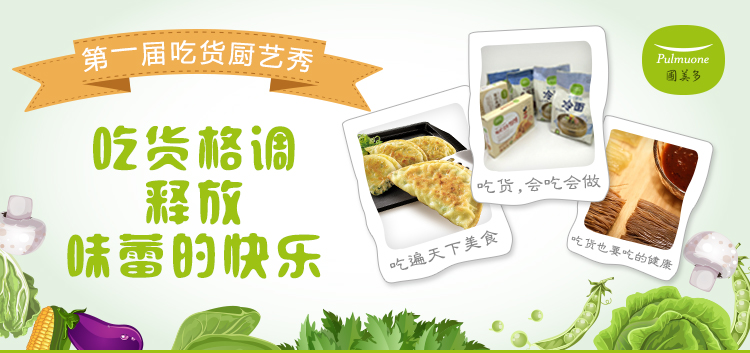 第一届吃货厨艺秀
吃货格调
释放
味蕾的快乐
吃遍天下美食
冷面
吃货,会吃会做
吃货也要吃的健康
Pulmuone
圃美多